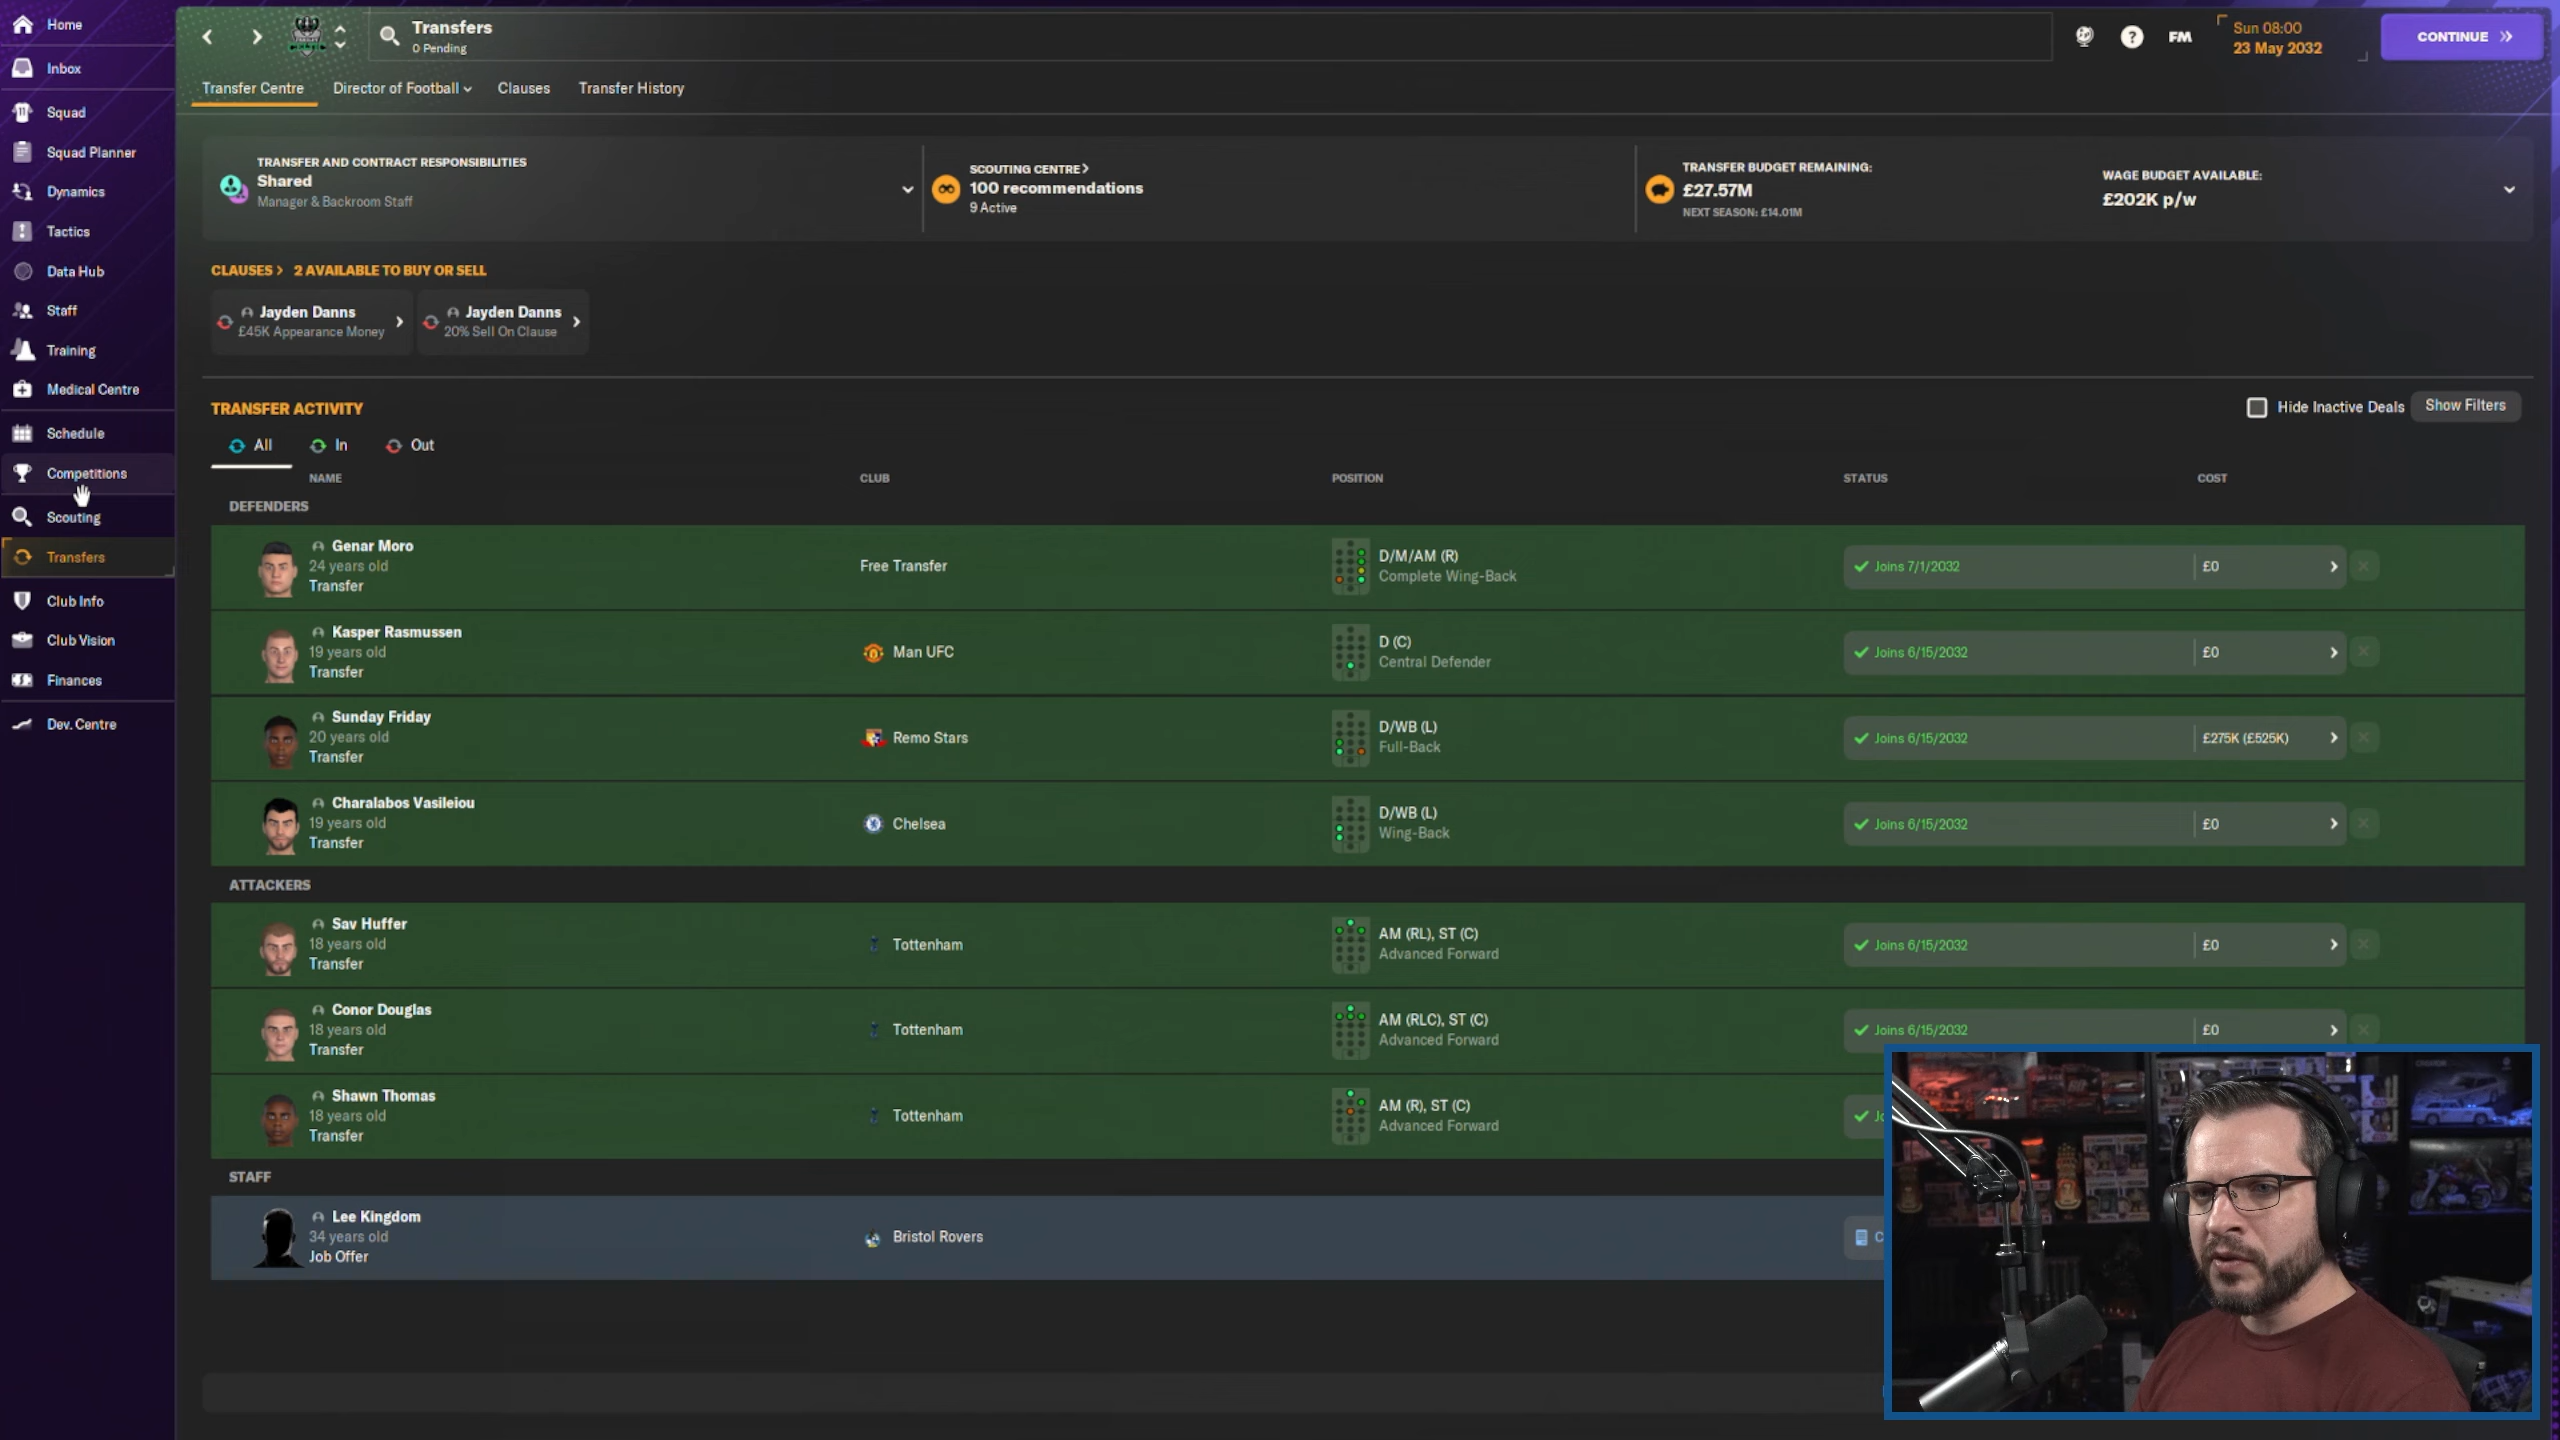 Home
Inbox
Squad
Squad Planner
Dynamics
Tactics
Data Hub
Staff
Training
Medical Centre
Schedule
Competitions
Scouting
Transfers
Club Info
Club Vision
Finances
Dev. Centre
CELTIC
Transfers
0 Pending
?
FM
Sun 08:00
23 May 2032
CONTINUE
Transfer Centre
Director of Football
Clauses
Transfer History
TRANSFER AND CONTRACT RESPONSIBILITIES
Shared
Manager & Backroom Staff
SCOUTING CENTRE >
100 recommendations
9 Active
TRANSFER BUDGET REMAINING:
£27.57M
NEXT SEASON: £14.01M
WAGE BUDGET AVAILABLE:
£202K p/w
CLAUSES > 2 AVAILABLE TO BUY OR SELL
Jayden Danns
£45K Appearance Money
Jayden Danns
20% Sell On Clause
TRANSFER ACTIVITY
Hide Inactive Deals
Show Filters
All
In
Out
NAME CLUB POSITION STATUS COST
DEFENDERS
Genar Moro
24 years old
Transfer
Free Transfer
D/M/AM (R)
Complete Wing-Back
Joins 7/1/2032
£0
Kasper Rasmussen
19 years old
Transfer
Man UFC
D (C)
Central Defender
Joins 6/15/2032
£0
Sunday Friday
20 years old
Transfer
Remo Stars
D/WB (L)
Full-Back
Joins 6/15/2032
£275K (£525K)
Charalabos Vasileiou
19 years old
Transfer
Chelsea
D/WB (L)
Wing-Back
Joins 6/15/2032
£0
ATTACKERS
Sav Huffer
18 years old
Transfer
Tottenham
AM (RL), ST (C)
Advanced Forward
Joins 6/15/2032
£0
Conor Douglas
18 years old
Transfer
Tottenham
AM (RLC), ST (C)
Advanced Forward
Joins 6/15/2032
£0
Shawn Thomas
18 years old
Transfer
Tottenham
AM (R), ST (C)
Advanced Forward
STAFF
Lee Kingdom
34 years old
Job Offer
Bristol Rovers